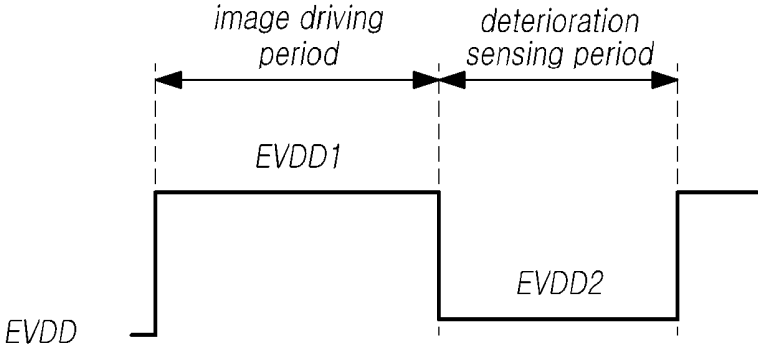 image driving
period
deterioration
sensing period
EVDD1
EVDD2
EVDD